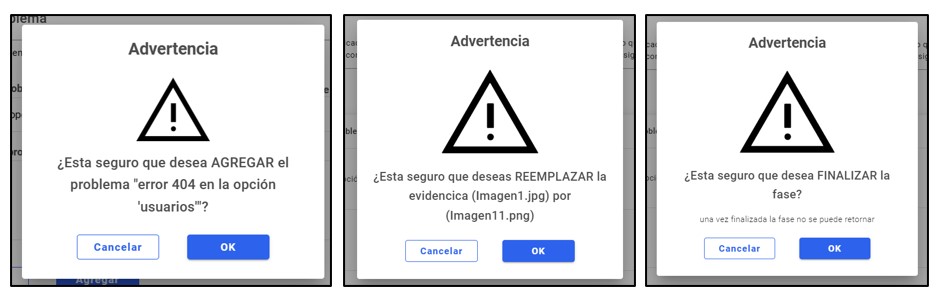 Advertencia
¿Esta seguro que desea AGREGAR el
problema "error 404 en la opción
'usuarios'"?
Cancelar
OK
Agregar
Advertencia
¿Esta seguro que deseas REEMPLAZAR la
evidencica (Imagen1.jpg) por
(Imagen11.png)
Cancelar
OK
Advertencia
¿Esta seguro que desea FINALIZAR la
fase?
una vez finalizada la fase no se puede retornar
Cancelar
OK